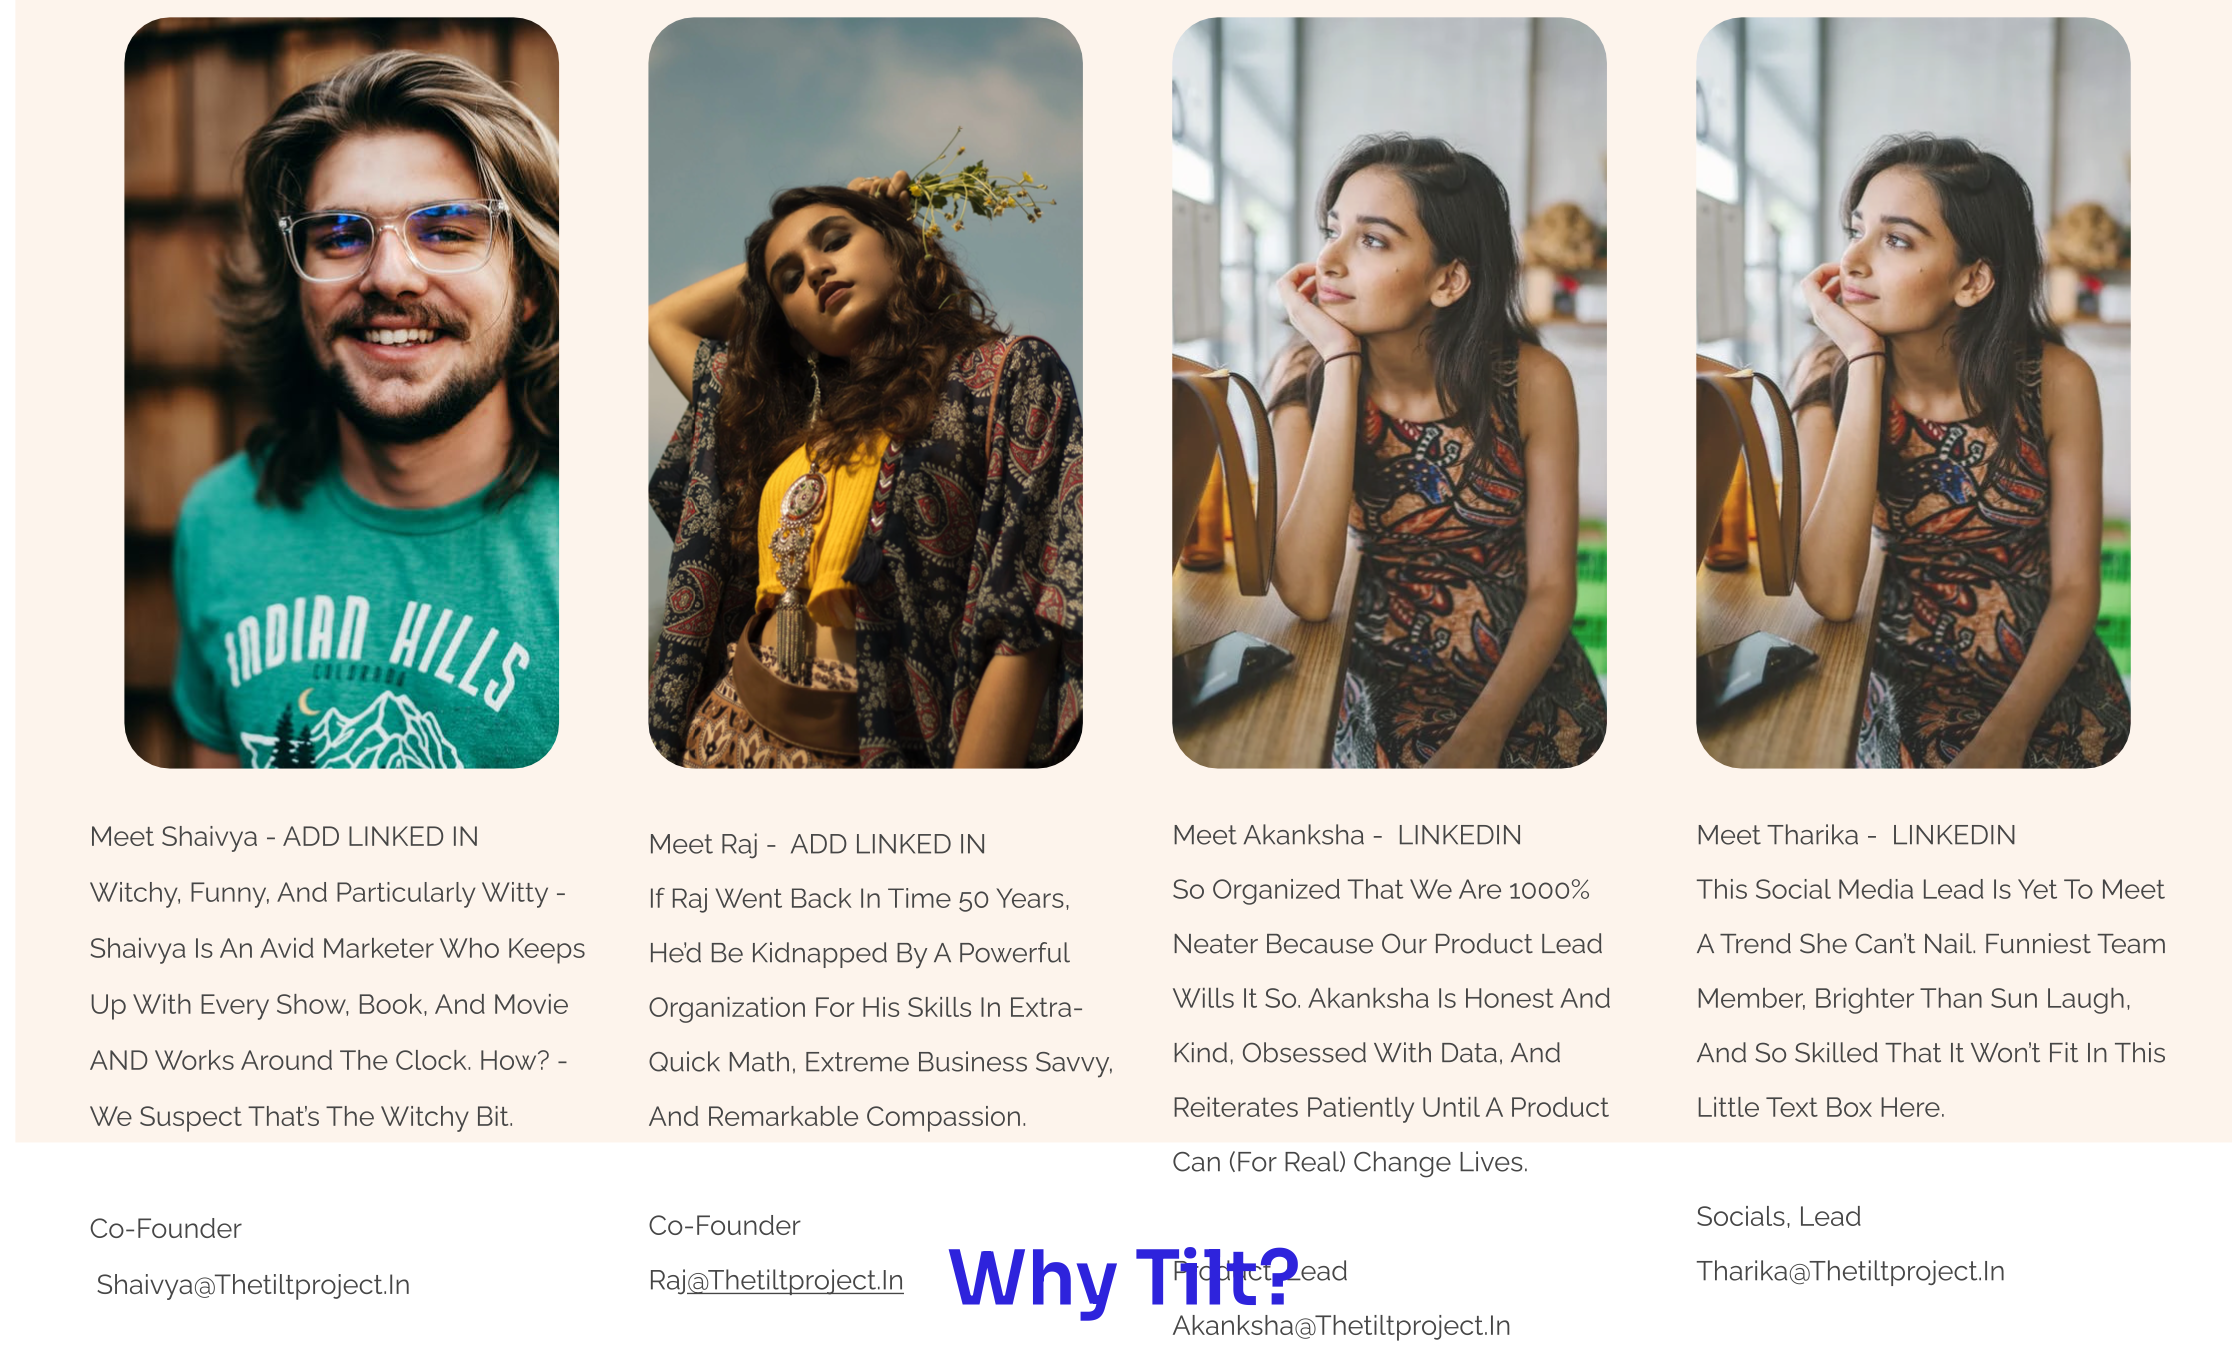 INDIAN HILLS
COLORADO
Meet Shaivya - ADD LINKED IN
Witchy, Funny, And Particularly Witty -
Shaivya Is An Avid Marketer Who Keeps
Up With Every Show, Book, And Movie
AND Works Around The Clock. How? -
We Suspect That’s The Witchy Bit.
Co-Founder
Shaivya@Thetiltproject.In
Meet Raj - ADD LINKED IN
If Raj Went Back In Time 50 Years,
He’d Be Kidnapped By A Powerful
Organization For His Skills In Extra-
Quick Math, Extreme Business Savvy,
And Remarkable Compassion.
Co-Founder
Raj@Thetiltproject.In
Meet Akanksha - LINKEDIN
So Organized That We Are 1000%
Neater Because Our Product Lead
Wills It So. Akanksha Is Honest And
Kind, Obsessed With Data, And
Reiterates Patiently Until A Product
Can (For Real) Change Lives.
Product, Lead
Akanksha@Thetiltproject.In
Meet Tharika - LINKEDIN
This Social Media Lead Is Yet To Meet
A Trend She Can’t Nail. Funniest Team
Member, Brighter Than Sun Laugh,
And So Skilled That It Won’t Fit In This
Little Text Box Here.
Socials, Lead
Tharika@Thetiltproject.In
Why Tilt?